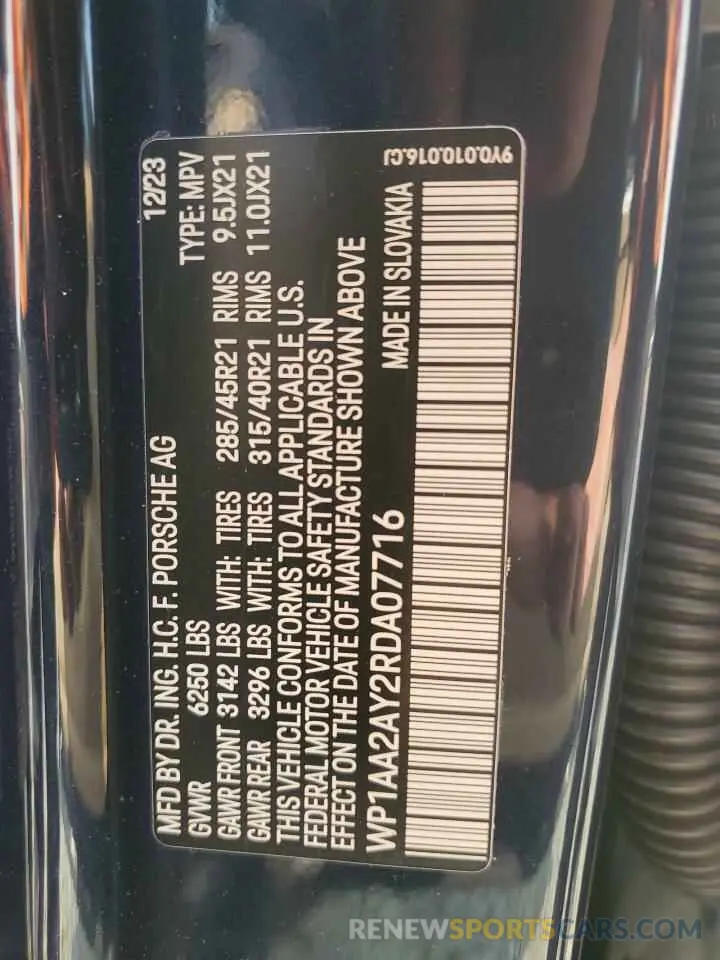 MFD BY DR. ING. H.C. F. PORSCHE AG 12/23
GVWR 6250 LBS TYPE: MPV
GAWR FRONT 3142 LBS WITH: TIRES 285/45R21 RIMS 9.5JX21
GAWR REAR 3296 LBS WITH: TIRES 315/40R21 RIMS 11.0JX21
THIS VEHICLE CONFORMS TO ALL APPLICABLE U.S.
FEDERAL MOTOR VEHICLE SAFETY STANDARDS IN
EFFECT ON THE DATE OF MANUFACTURE SHOWN ABOVE
WP1AA2AY2RDA07716 MADE IN SLOVAKIA
9Y0.010.016.CJ
RENEWSPORTSCARS.COM